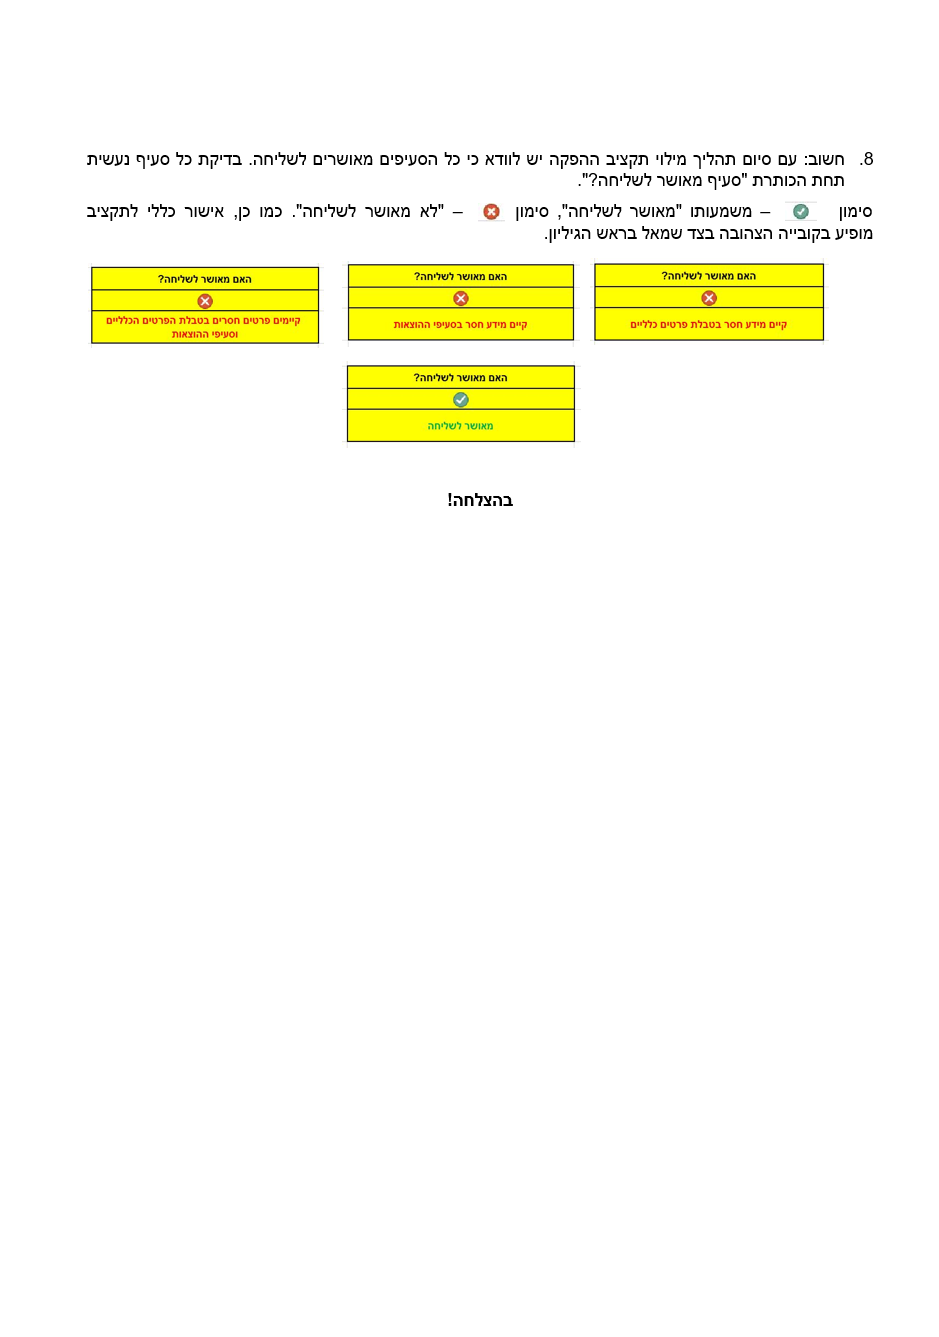 8. חשוב: עם סיום תהליך מילוי תקציב ההפקה יש לוודא כי כל הסעיפים מאושרים לשליחה. בדיקת כל סעיף נעשית
תחת הכותרת "סעיף מאושר לשליחה?".
סימון – משמעותו "מאושר לשליחה", סימון – "לא מאושר לשליחה". כמו כן, אישור כללי לתקציב
מופיע בקובייה הצהובה בצד שמאל בראש הגיליון.
האם מאושר לשליחה?
קיים מידע חסר בטבלת פרטים כלליים
האם מאושר לשליחה?
קיים מידע חסר בסעיפי ההוצאות
האם מאושר לשליחה?
קיימים פרטים חסרים בטבלת הפרטים הכלליים
וסעיפי ההוצאות
האם מאושר לשליחה?
מאושר לשליחה
בהצלחה!